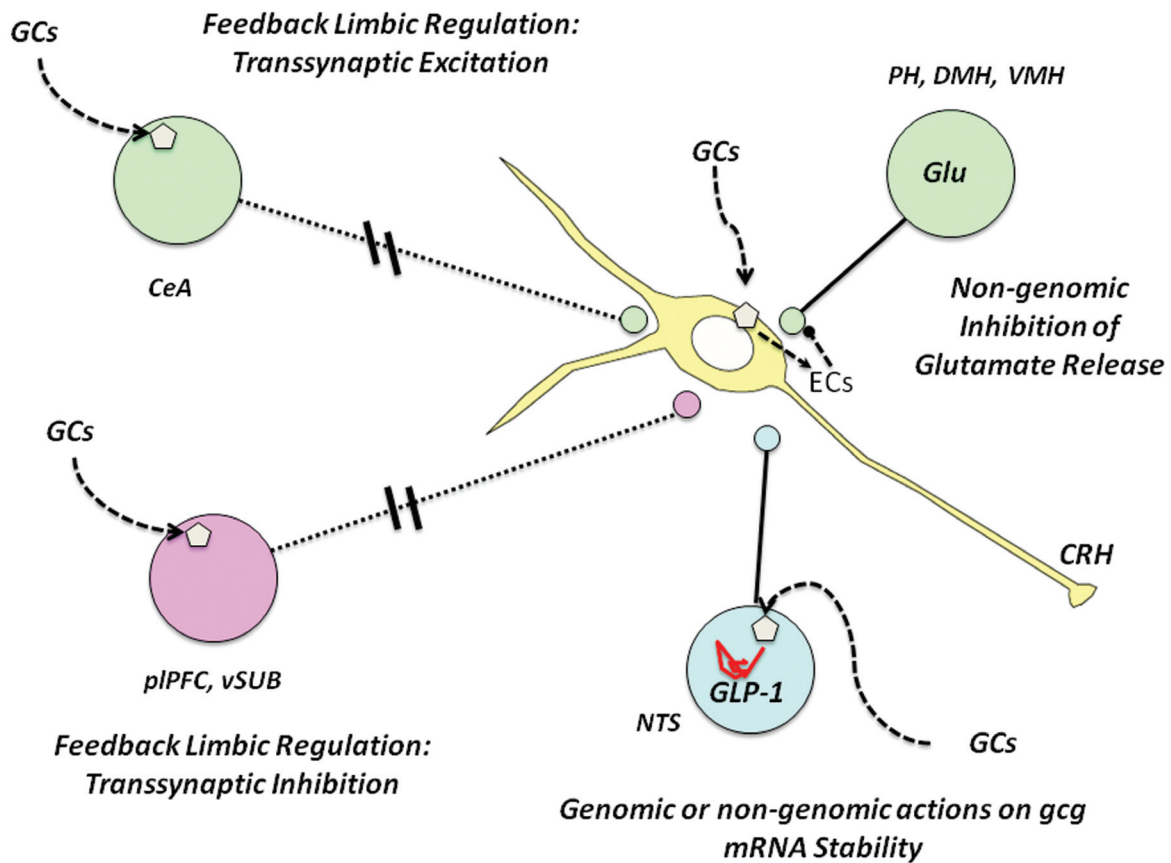 GCs
Feedback Limbic Regulation:
Transsynaptic Excitation
PH, DMH, VMH
GCs
Glu
CeA
Non-genomic
Inhibition of
Glutamate Release
ECs
GCs
CRH
plPFC, vSUB
GLP-1
NTS
GCs
Feedback Limbic Regulation:
Transsynaptic Inhibition
Genomic or non-genomic actions on gcg
mRNA Stability